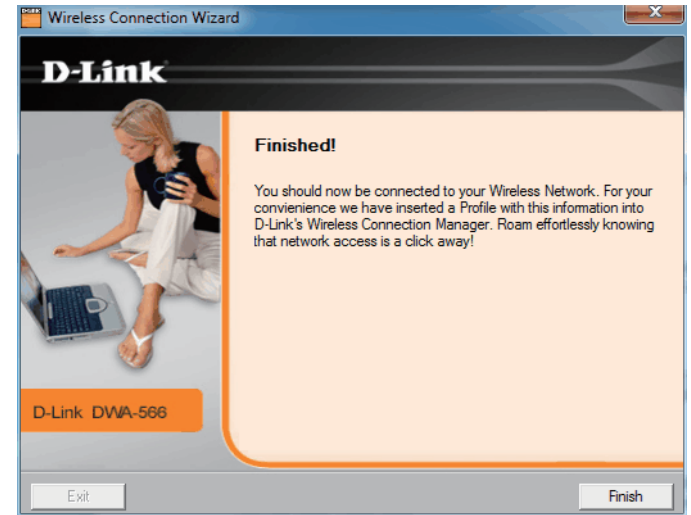 Wireless Connection Wizard
D-Link
Finished!
You should now be connected to your Wireless Network. For your
convienience we have inserted a Profile with this information into
D-Link's Wireless Connection Manager. Roam effortlessly knowing
that network access is a click away!
D-Link DWA-566
Exit
Finish